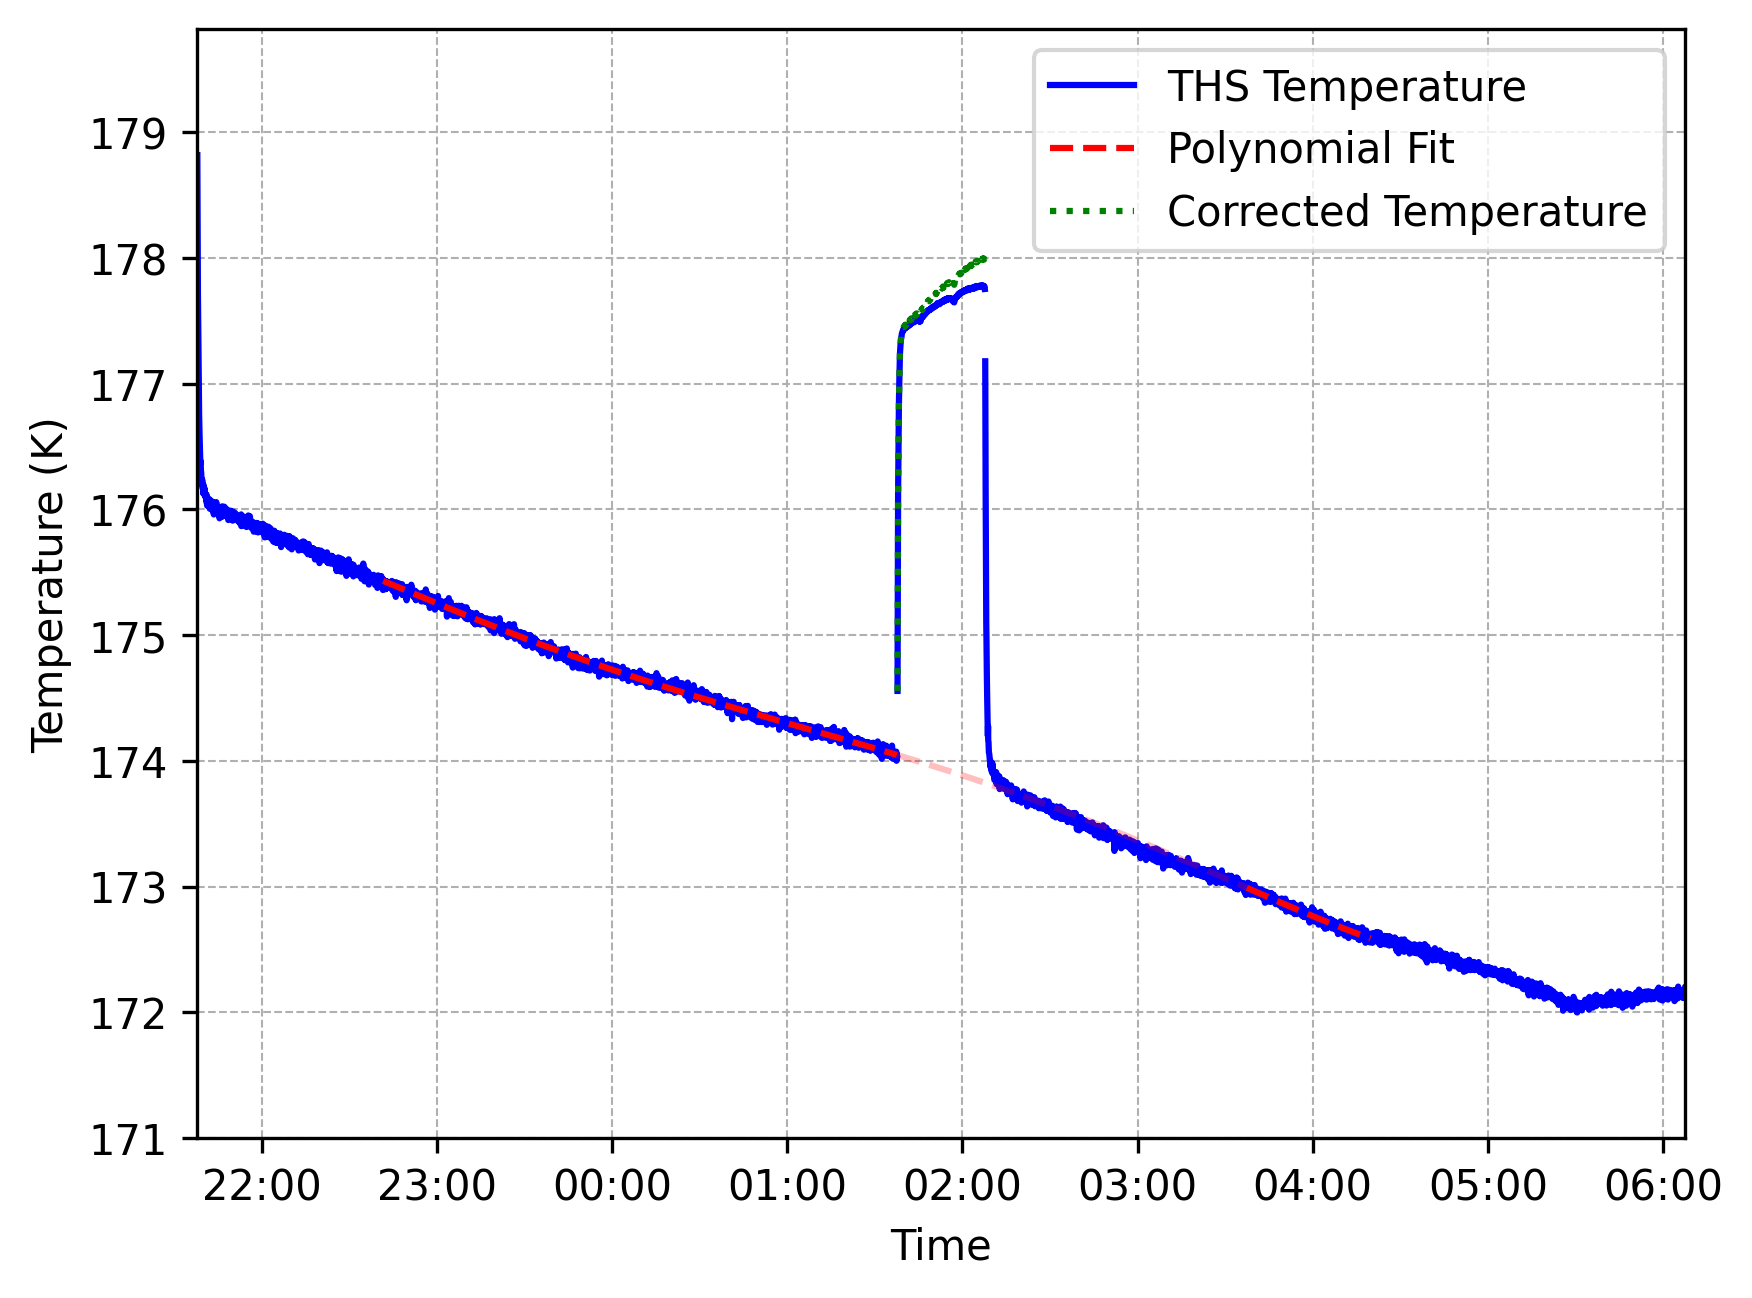 THS Temperature
Polynomial Fit
Corrected Temperature
179
178
177
176
175
174
173
172
171
Temperature (K)
22:00 23:00 00:00 01:00 02:00 03:00 04:00 05:00 06:00
Time